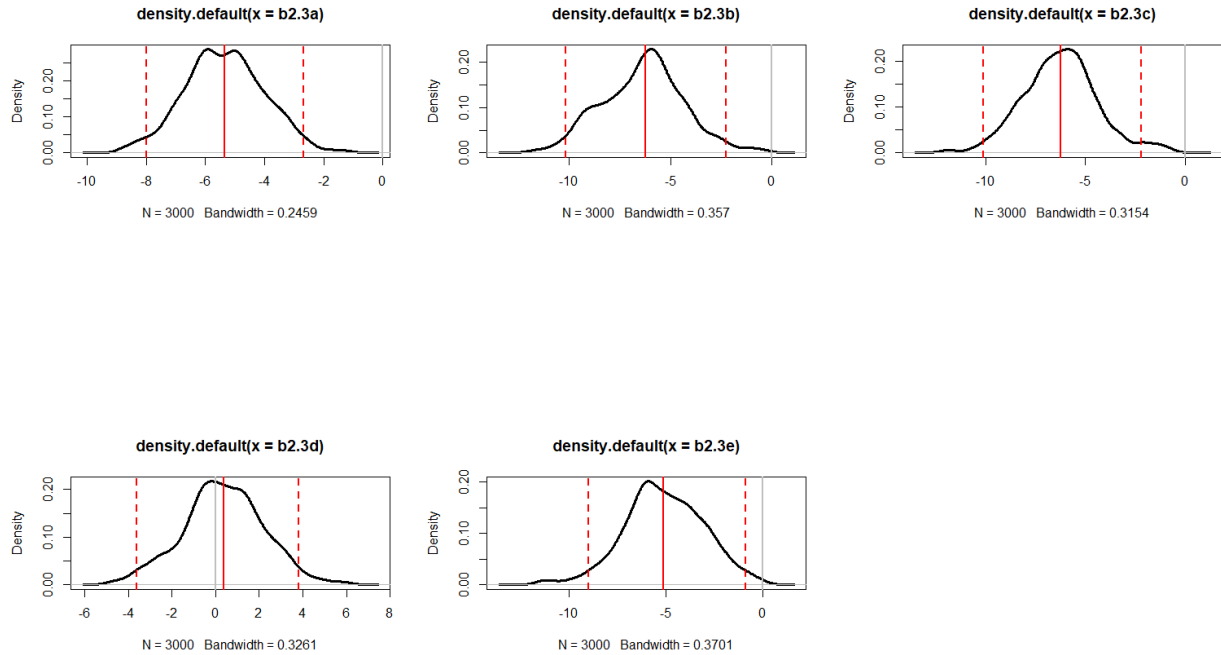 density.default(x = b2.3a)
Density
0.00 0.10 0.20
-10 -8 -6 -4 -2 0
N = 3000 Bandwidth = 0.2459
density.default(x = b2.3b)
Density
0.00 0.10 0.20
-10 -5 0
N = 3000 Bandwidth = 0.357
density.default(x = b2.3c)
Density
0.00 0.10 0.20
-10 -5 0
N = 3000 Bandwidth = 0.3154
density.default(x = b2.3d)
Density
0.00 0.10 0.20
-6 -4 -2 0 2 4 6 8
N = 3000 Bandwidth = 0.3261
density.default(x = b2.3e)
Density
0.00 0.10 0.20
-10 -5 0
N = 3000 Bandwidth = 0.3701